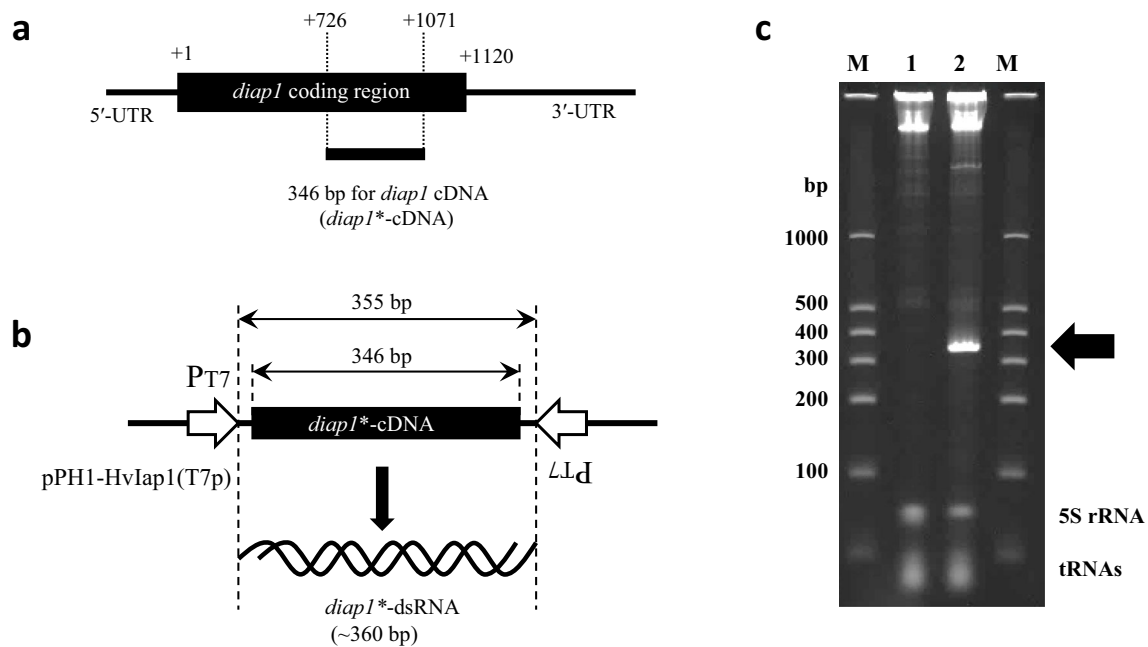 a
+726
+1071
+1
+1120
diap1 coding region
5′-UTR
3′-UTR
346 bp for diap1 cDNA
(diap1*-cDNA)
b
355 bp
346 bp
PT7
diap1*-cDNA
PT7
pPH1-HvIap1(T7p)
diap1*-dsRNA
(~360 bp)
c
M 1 2 M
bp
1000
500
400
300
200
100
5S rRNA
tRNAs